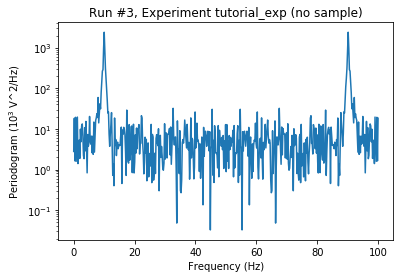 Run #3, Experiment tutorial_exp (no sample)
Periodogram (10³ V^2/Hz)
10³
10²
10¹
10⁰
10⁻¹
0 20 40 60 80 100
Frequency (Hz)